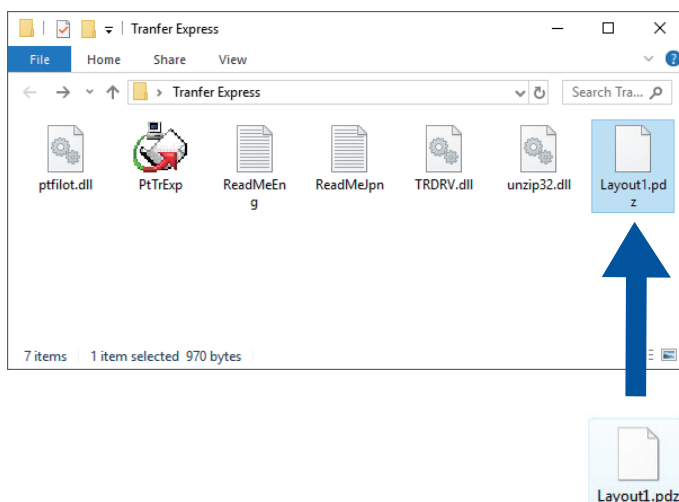 Tranfer Express
File Home Share View
Tranfer Express
Search Tra...
ptfilot.dll
PtTrExp
ReadMeEn
g
ReadMeJpn
TRDRV.dll
unzip32.dll
Layout1.pd
z
7 items 1 item selected 970 bytes
Layout1.pdz